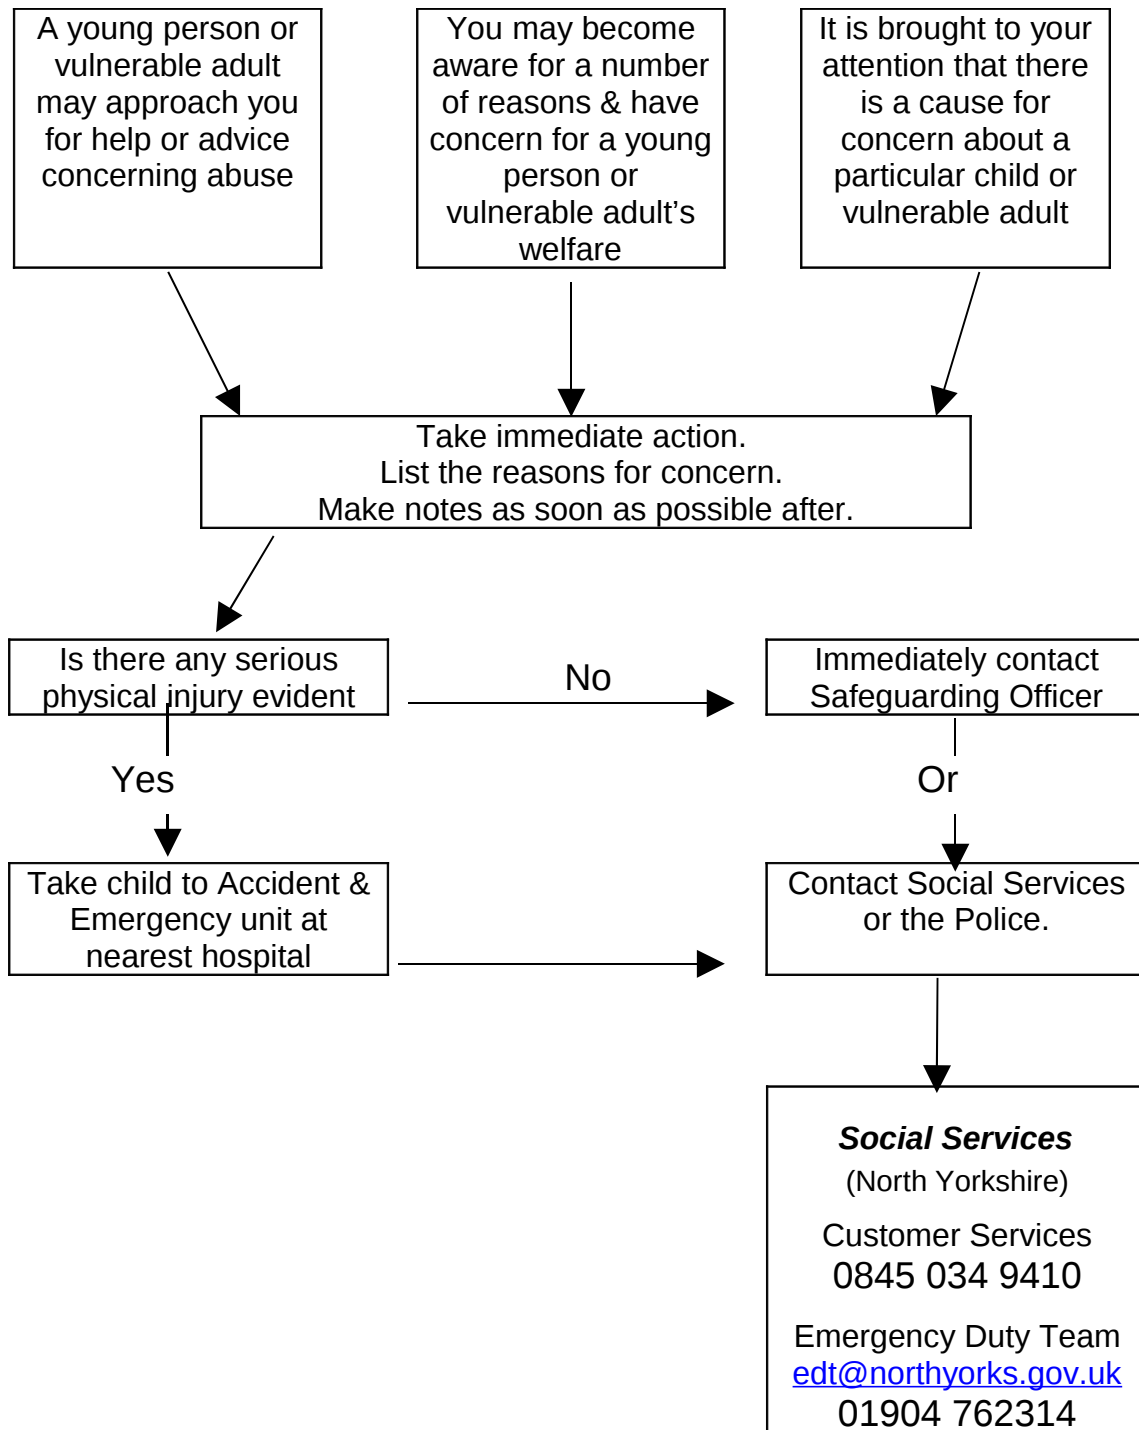 A young person or
vulnerable adult
may approach you
for help or advice
concerning abuse
You may become
aware for a number
of reasons & have
concern for a young
person or
vulnerable adult’s
welfare
It is brought to your
attention that there
is a cause for
concern about a
particular child or
vulnerable adult
Take immediate action.
List the reasons for concern.
Make notes as soon as possible after.
Is there any serious
physical injury evident
No
Immediately contact
Safeguarding Officer
Yes
Or
Take child to Accident &
Emergency unit at
nearest hospital
Contact Social Services
or the Police.
Social Services
(North Yorkshire)
Customer Services
0845 034 9410
Emergency Duty Team
edt@northyorks.gov.uk
01904 762314